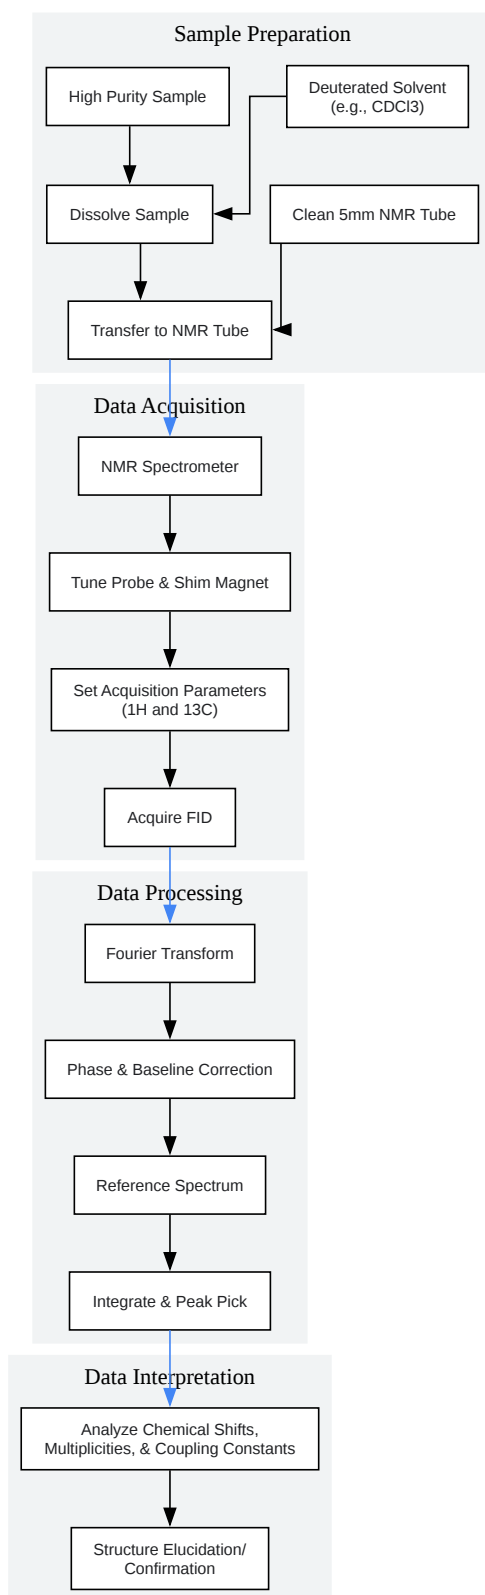 Sample Preparation
High Purity Sample
Deuterated Solvent
(e.g., CDCl3)
Dissolve Sample
Clean 5mm NMR Tube
Transfer to NMR Tube
Data Acquisition
NMR Spectrometer
Tune Probe & Shim Magnet
Set Acquisition Parameters
(1H and 13C)
Acquire FID
Data Processing
Fourier Transform
Phase & Baseline Correction
Reference Spectrum
Integrate & Peak Pick
Data Interpretation
Analyze Chemical Shifts,
Multiplicities, & Coupling Constants
Structure Elucidation/
Confirmation